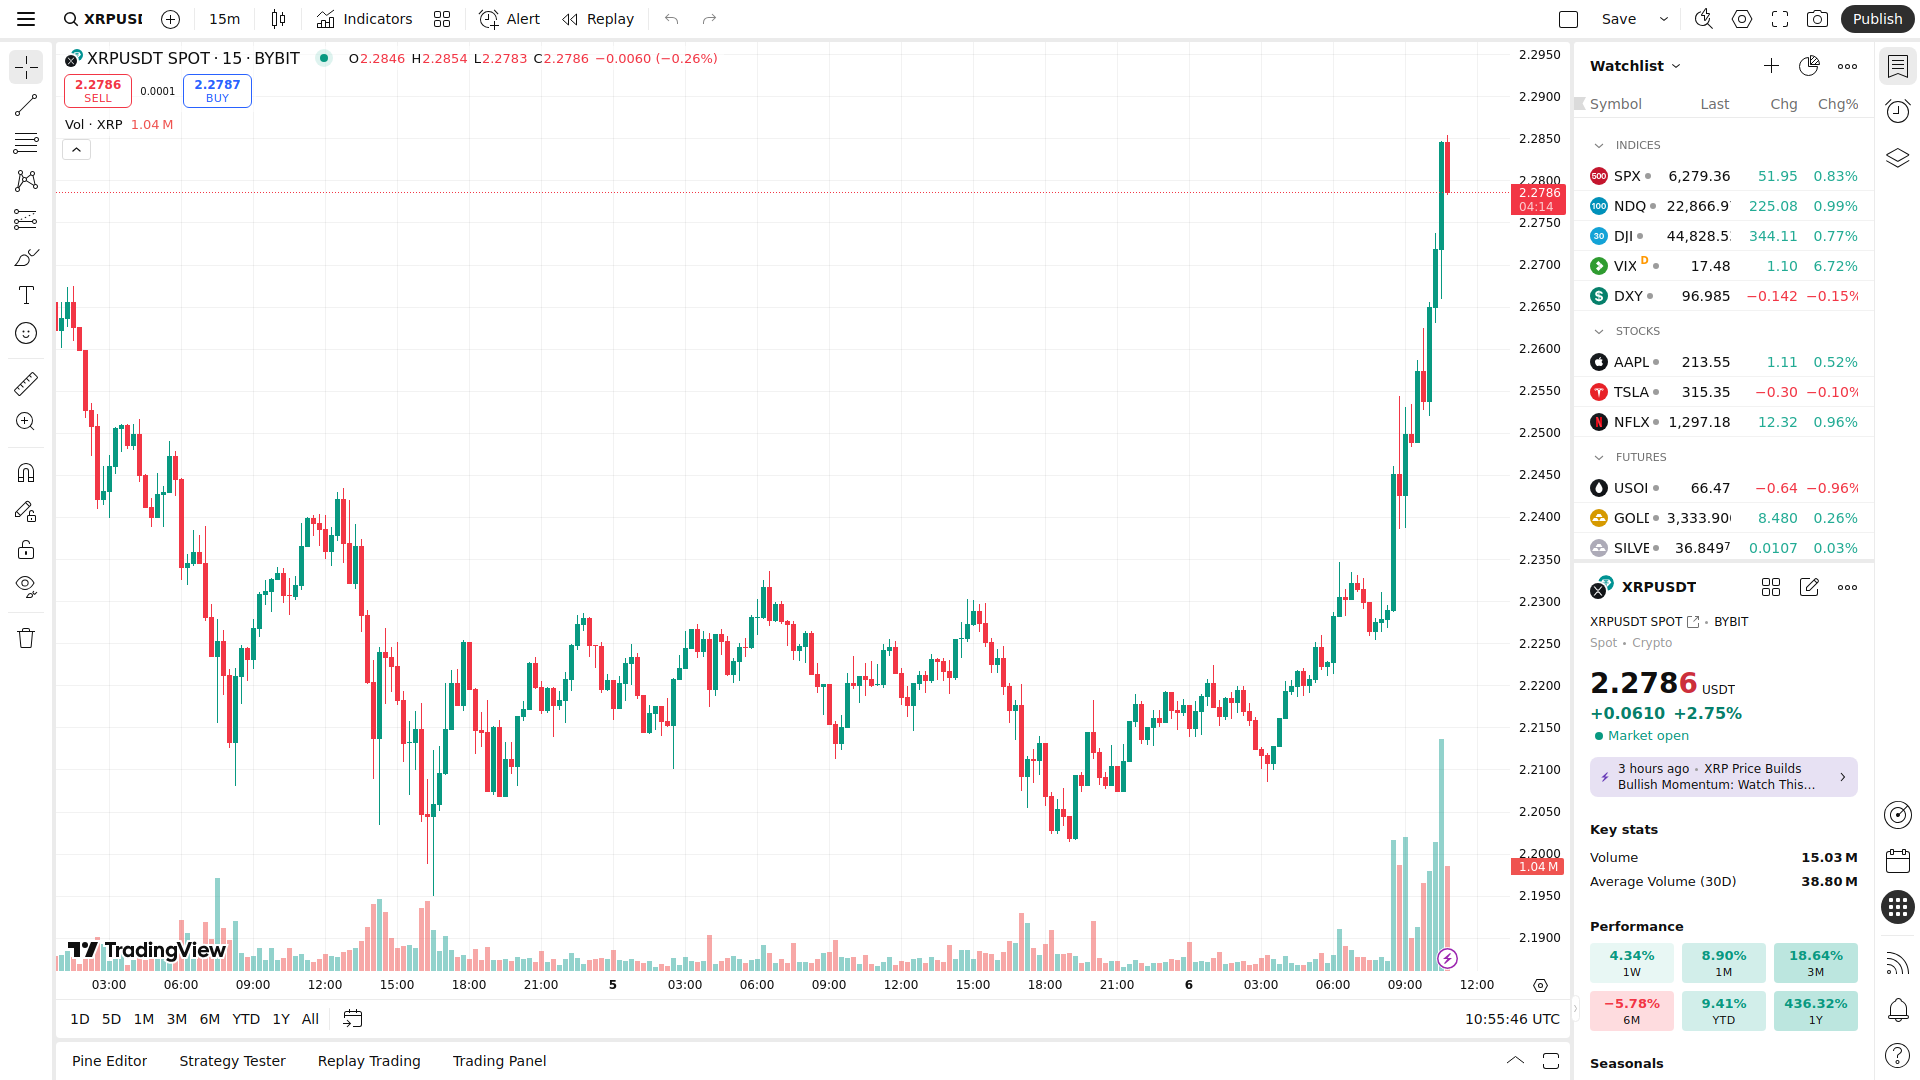 XRPUSI
15m
Indicators
Alert
Replay
Save
Publish
XRPUSDT SPOT · 15 · BYBIT
O2.2846 H2.2854 L2.2783 C2.2786 −0.0060 (−0.26%)
2.2786
SELL
0.0001
2.2787
BUY
Vol · XRP 1.04 M
2.2950
2.2900
2.2850
2.2800
2.2786
04:14
2.2750
2.2700
2.2650
2.2600
2.2550
2.2500
2.2450
2.2400
2.2350
2.2300
2.2250
2.2200
2.2150
2.2100
2.2050
2.2000
1.04 M
2.1950
2.1900
TradingView
03:00 06:00 09:00 12:00 15:00 18:00 21:00 5 03:00 06:00 09:00 12:00 15:00 18:00 21:00 6 03:00 06:00 09:00 12:00
1D 5D 1M 3M 6M YTD 1Y All
10:55:46 UTC
Pine Editor Strategy Tester Replay Trading Trading Panel
Watchlist
Symbol Last Chg Chg%
INDICES
500 SPX 6,279.36 51.95 0.83%
100 NDQ 22,866.9 225.08 0.99%
30 DJI 44,828.5 344.11 0.77%
VIX D 17.48 1.10 6.72%
$ DXY 96.985 −0.142 −0.15%
STOCKS
AAPL 213.55 1.11 0.52%
TSLA 315.35 −0.30 −0.10%
N NFLX 1,297.18 12.32 0.96%
FUTURES
USOI 66.47 −0.64 −0.96%
GOLD 3,333.90 8.480 0.26%
SILVE 36.8497 0.0107 0.03%
XRPUSDT
XRPUSDT SPOT • BYBIT
Spot • Crypto
2.2786 USDT
+0.0610 +2.75%
Market open
3 hours ago • XRP Price Builds
Bullish Momentum: Watch This...
Key stats
Volume 15.03 M
Average Volume (30D) 38.80 M
Performance
4.34% 8.90% 18.64%
1W 1M 3M
−5.78% 9.41% 436.32%
6M YTD 1Y
Seasonals